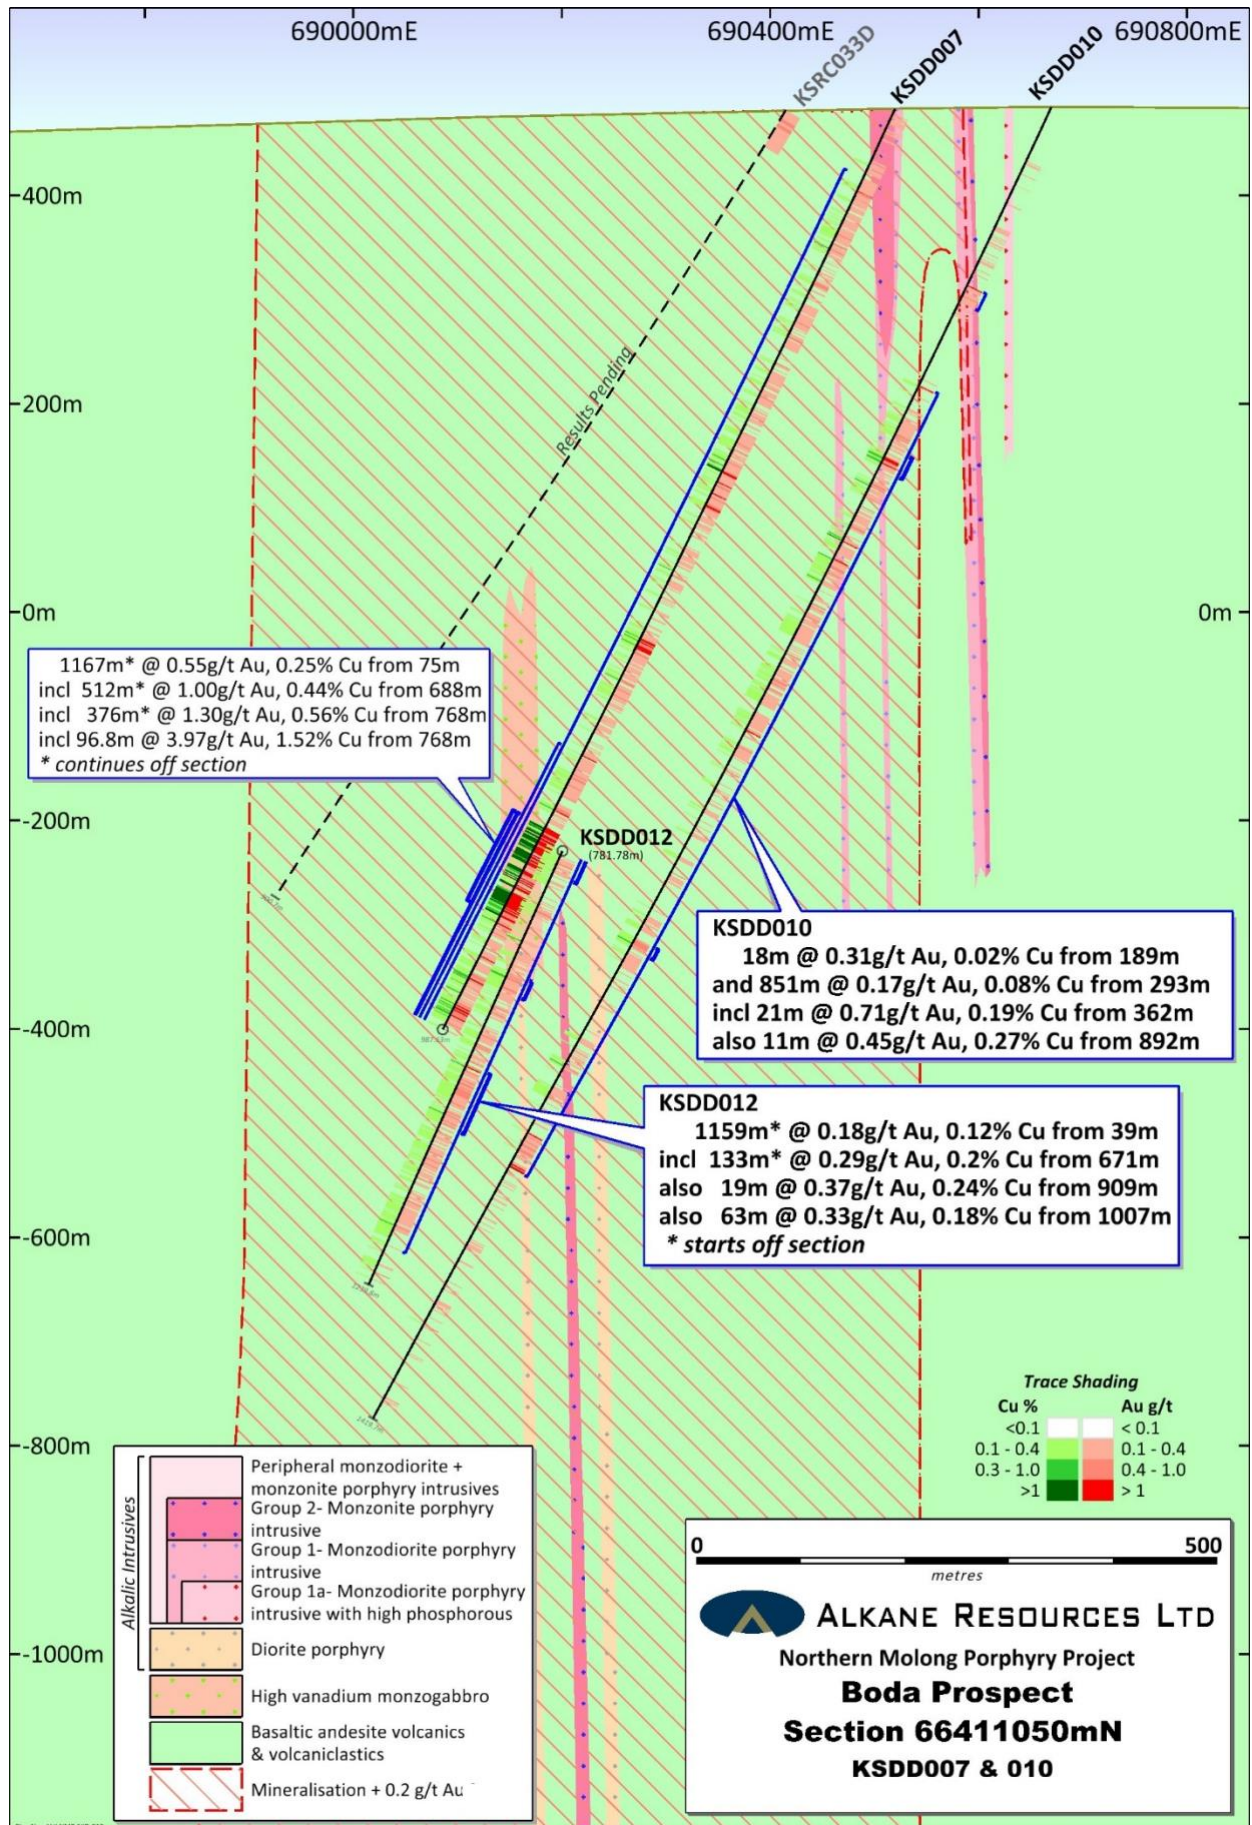 690000mE
690400mE
690800mE
KSRC033D
KSDD007
KSDD010
400m
200m
0m
0m
-200m
-400m
-600m
-800m
-1000m
Results Pending
1167m* @ 0.55g/t Au, 0.25% Cu from 75m
incl 512m* @ 1.00g/t Au, 0.44% Cu from 688m
incl 376m* @ 1.30g/t Au, 0.56% Cu from 768m
incl 96.8m @ 3.97g/t Au, 1.52% Cu from 768m
* continues off section
KSDD012
(781.78m)
KSDD010
18m @ 0.31g/t Au, 0.02% Cu from 189m
and 851m @ 0.17g/t Au, 0.08% Cu from 293m
incl 21m @ 0.71g/t Au, 0.19% Cu from 362m
also 11m @ 0.45g/t Au, 0.27% Cu from 892m
KSDD012
1159m* @ 0.18g/t Au, 0.12% Cu from 39m
incl 133m* @ 0.29g/t Au, 0.2% Cu from 671m
also 19m @ 0.37g/t Au, 0.24% Cu from 909m
also 63m @ 0.33g/t Au, 0.18% Cu from 1007m
* starts off section
Trace Shading
Cu % Au g/t
<0.1 < 0.1
0.1 - 0.4 0.1 - 0.4
0.3 - 1.0 0.4 - 1.0
>1 > 1
Alkalic Intrusives
Peripheral monzodiorite +
monzonite porphyry intrusives
Group 2- Monzonite porphyry
intrusive
Group 1- Monzodiorite porphyry
intrusive
Group 1a- Monzodiorite porphyry
intrusive with high phosphorous
Diorite porphyry
High vanadium monzogabbro
Basaltic andesite volcanics
& volcaniclastics
Mineralisation + 0.2 g/t Au
0 500
metres
ALKANE RESOURCES LTD
Northern Molong Porphyry Project
Boda Prospect
Section 66411050mN
KSDD007 & 010